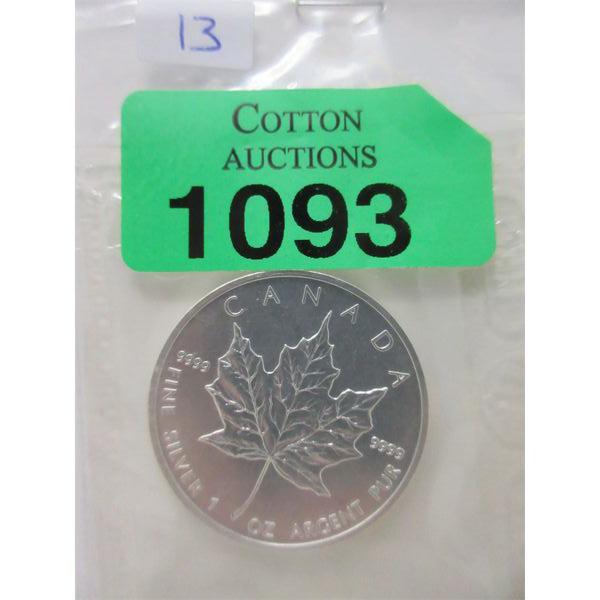 13
COTTON
AUCTIONS
1093
CANADA
9999
9999
FINE SILVER 1 OZ ARGENT PUR